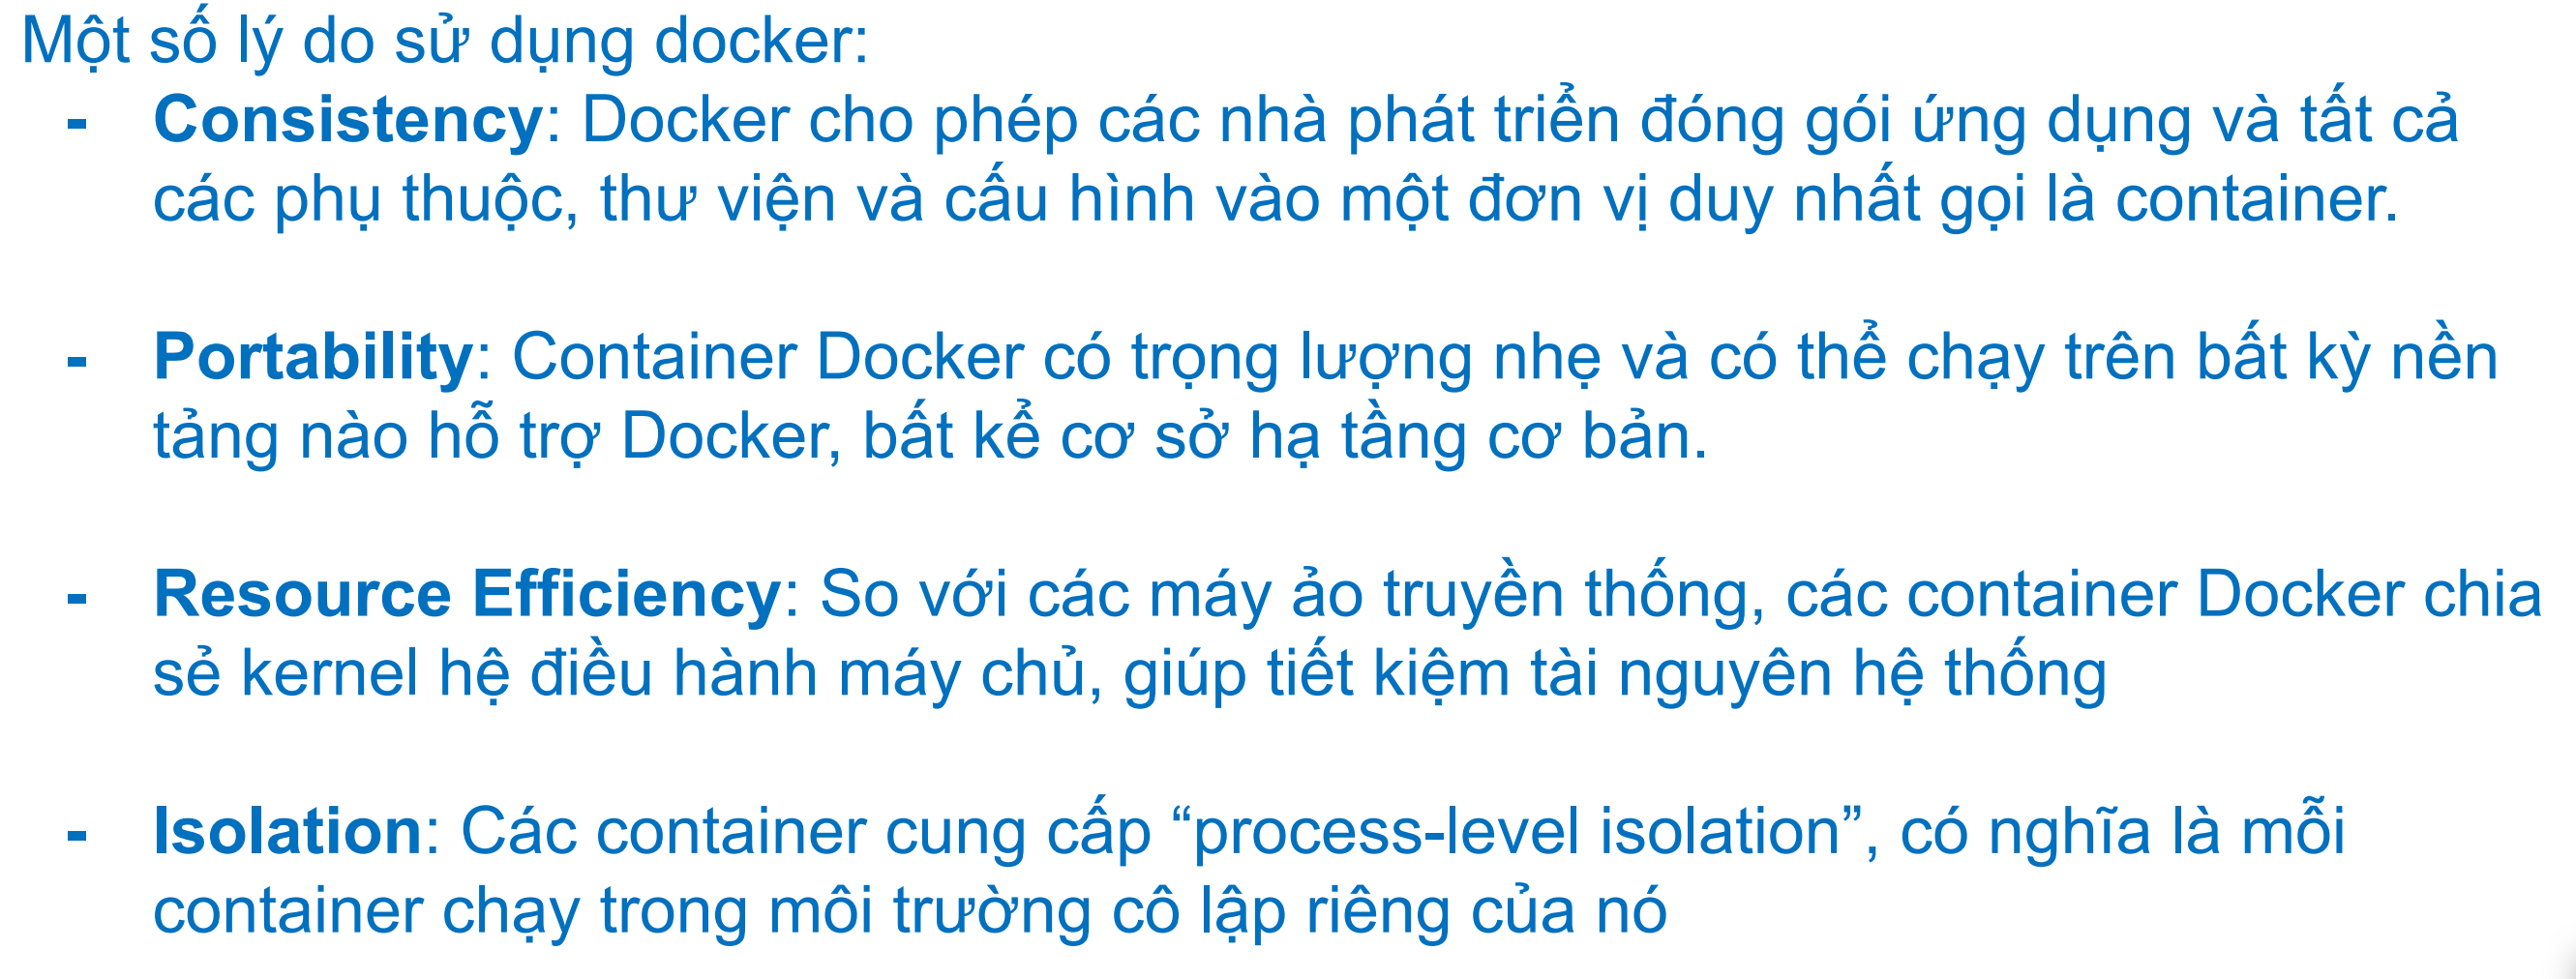 Một số lý do sử dụng docker:
- Consistency: Docker cho phép các nhà phát triển đóng gói ứng dụng và tất cả
các phụ thuộc, thư viện và cấu hình vào một đơn vị duy nhất gọi là container.
- Portability: Container Docker có trọng lượng nhẹ và có thể chạy trên bất kỳ nền
tảng nào hỗ trợ Docker, bất kể cơ sở hạ tầng cơ bản.
- Resource Efficiency: So với các máy ảo truyền thống, các container Docker chia
sẻ kernel hệ điều hành máy chủ, giúp tiết kiệm tài nguyên hệ thống
- Isolation: Các container cung cấp “process-level isolation”, có nghĩa là mỗi
container chạy trong môi trường cô lập riêng của nó